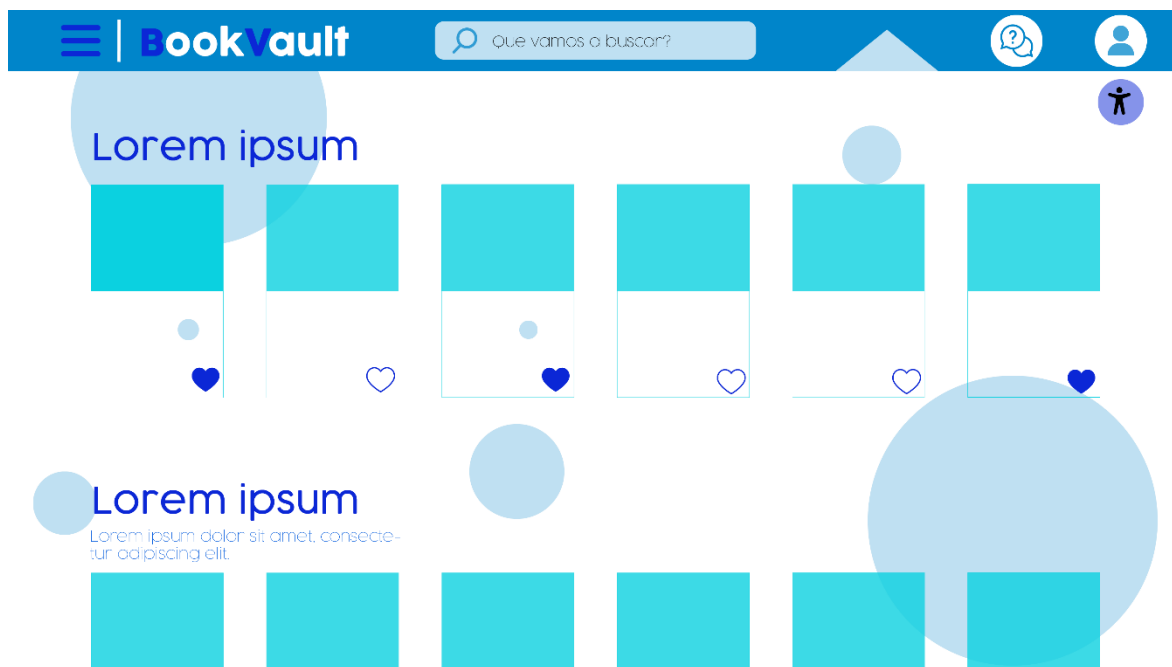 BookVault
Que vamos a buscar?
Lorem ipsum
Lorem ipsum
Lorem ipsum dolor sit amet, consecte-
tur adipiscing elit.